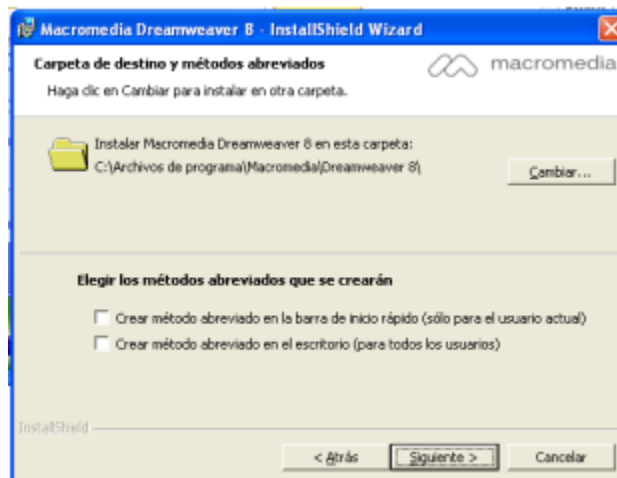 Macromedia Dreamweaver 8 - InstallShield Wizard
Carpeta de destino y métodos abreviados
macromedia
Haga clic en Cambiar para instalar en otra carpeta.
Instalar Macromedia Dreamweaver 8 en esta carpeta:
C:\Archivos de programa\Macromedia\Dreamweaver 8\
Cambiar...
Elegir los métodos abreviados que se crearán
Crear método abreviado en la barra de inicio rápido (sólo para el usuario actual)
Crear método abreviado en el escritorio (para todos los usuarios)
InstallShield
< Atrás Siguiente > Cancelar